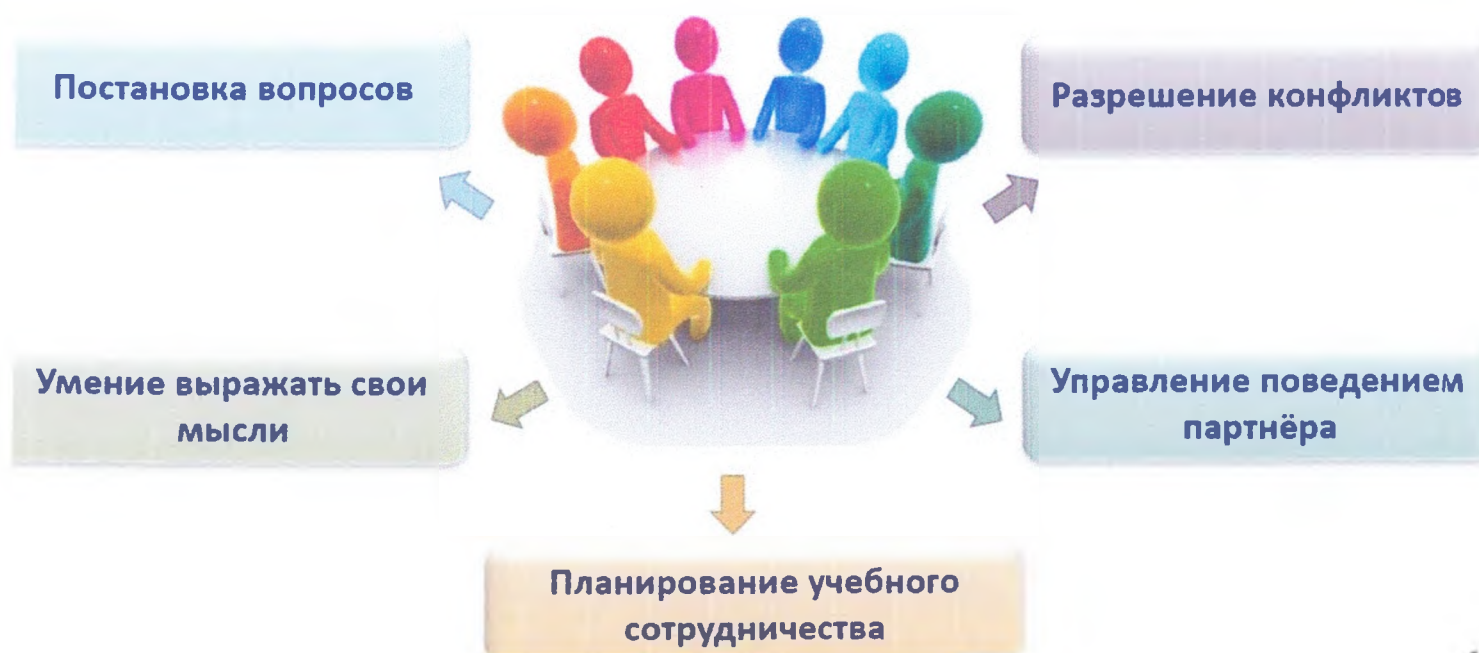 Постановка вопросов
Разрешение конфликтов
Умение выражать свои
мысли
Управление поведением
партнёра
Планирование учебного
сотрудничества